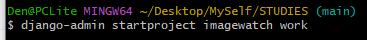 Den@PCLite MINGW64 ~/Desktop/MySelf/STUDIES (main)
$ django-admin startproject imagewatch work